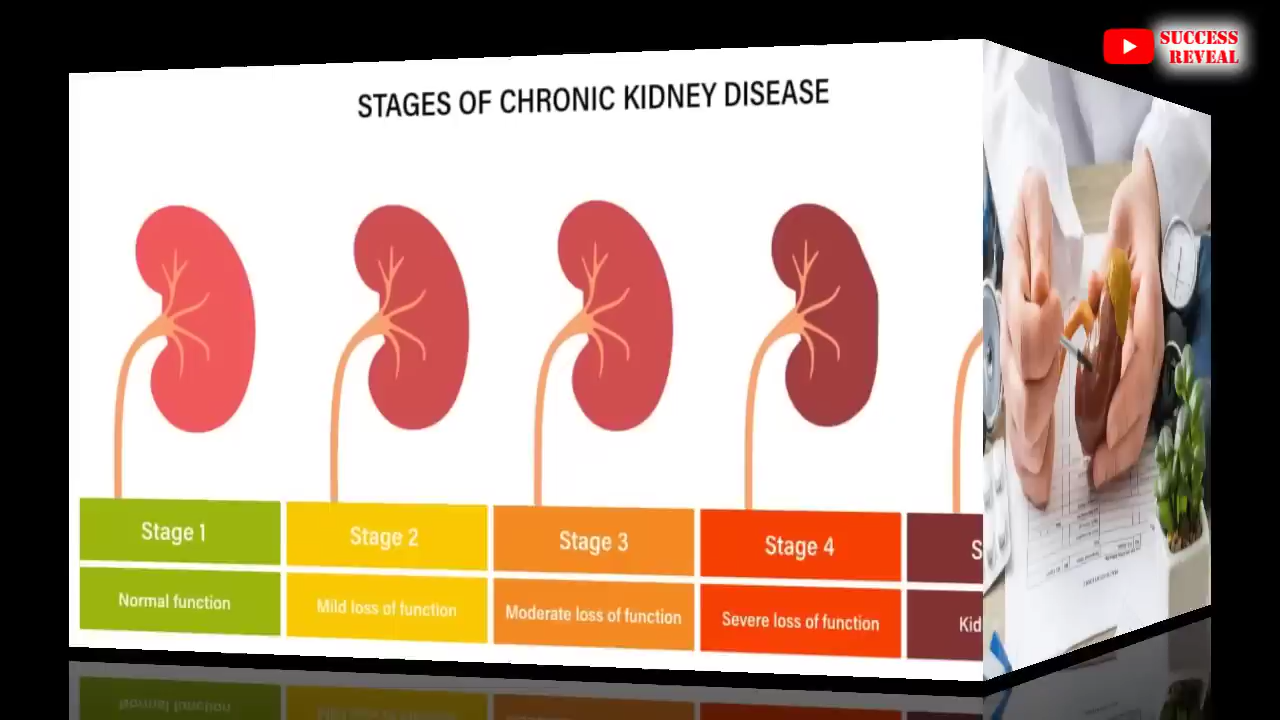 SUCCESS
REVEAL
STAGES OF CHRONIC KIDNEY DISEASE
Stage 1
Stage 2
Stage 3
Stage 4
S
Normal function
Mild loss of function
Moderate loss of function
Severe loss of function
Kid